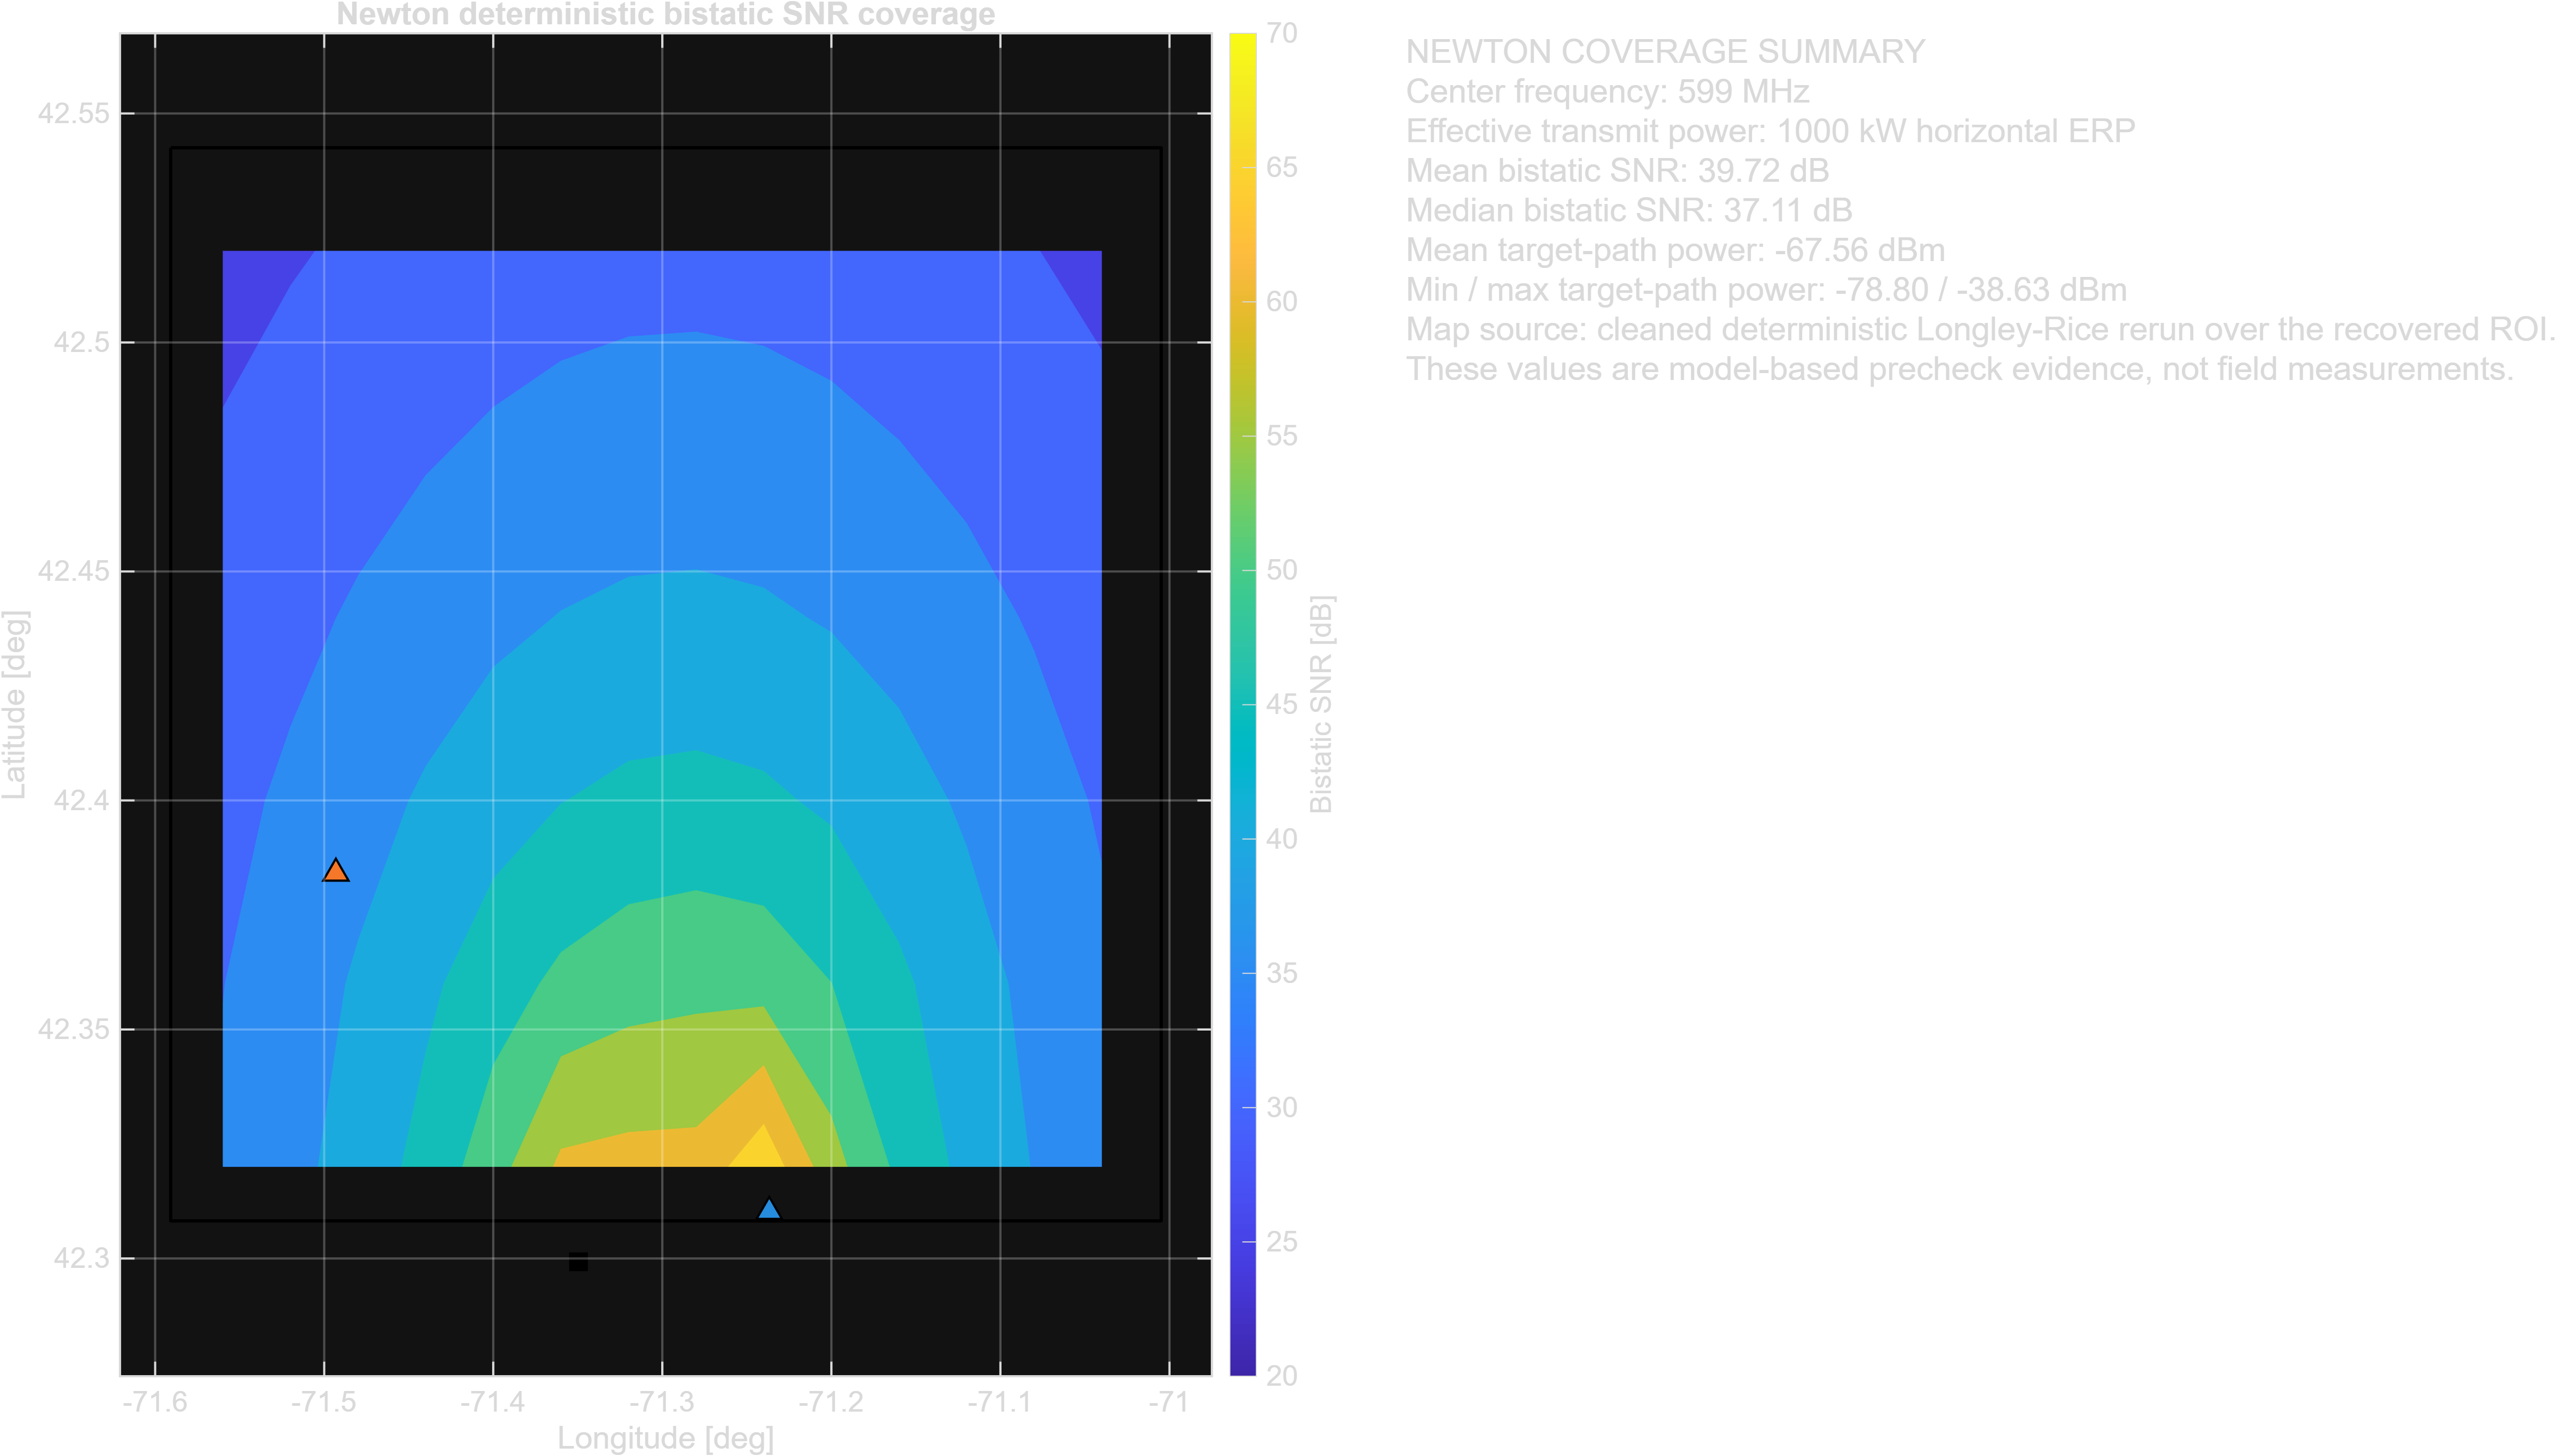 Newton deterministic bistatic SNR coverage
42.55
42.5
42.45
42.4
42.35
42.3
Latitude [deg]
-71.6
-71.5
-71.4
-71.3
-71.2
-71.1
-71
Longitude [deg]
70
65
60
55
50
45
40
35
30
25
20
Bistatic SNR [dB]
NEWTON COVERAGE SUMMARY
Center frequency: 599 MHz
Effective transmit power: 1000 kW horizontal ERP
Mean bistatic SNR: 39.72 dB
Median bistatic SNR: 37.11 dB
Mean target-path power: -67.56 dBm
Min / max target-path power: -78.80 / -38.63 dBm
Map source: cleaned deterministic Longley-Rice rerun over the recovered ROI.
These values are model-based precheck evidence, not field measurements.